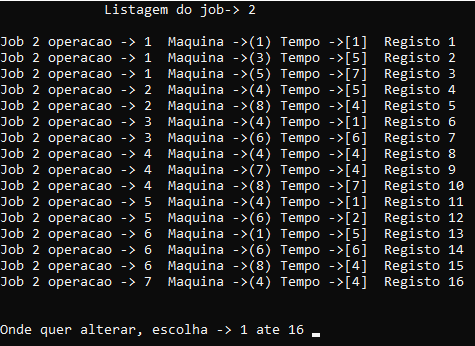 Listagem do job-> 2
Job 2 operacao -> 1  Maquina ->(1) Tempo ->[1]  Registo 1
Job 2 operacao -> 1  Maquina ->(3) Tempo ->[5]  Registo 2
Job 2 operacao -> 1  Maquina ->(5) Tempo ->[7]  Registo 3
Job 2 operacao -> 2  Maquina ->(4) Tempo ->[5]  Registo 4
Job 2 operacao -> 2  Maquina ->(8) Tempo ->[4]  Registo 5
Job 2 operacao -> 3  Maquina ->(4) Tempo ->[1]  Registo 6
Job 2 operacao -> 3  Maquina ->(6) Tempo ->[6]  Registo 7
Job 2 operacao -> 4  Maquina ->(4) Tempo ->[4]  Registo 8
Job 2 operacao -> 4  Maquina ->(7) Tempo ->[4]  Registo 9
Job 2 operacao -> 4  Maquina ->(8) Tempo ->[7]  Registo 10
Job 2 operacao -> 5  Maquina ->(4) Tempo ->[1]  Registo 11
Job 2 operacao -> 5  Maquina ->(6) Tempo ->[2]  Registo 12
Job 2 operacao -> 6  Maquina ->(1) Tempo ->[5]  Registo 13
Job 2 operacao -> 6  Maquina ->(6) Tempo ->[6]  Registo 14
Job 2 operacao -> 6  Maquina ->(8) Tempo ->[4]  Registo 15
Job 2 operacao -> 7  Maquina ->(4) Tempo ->[4]  Registo 16
Onde quer alterar, escolha -> 1 ate 16